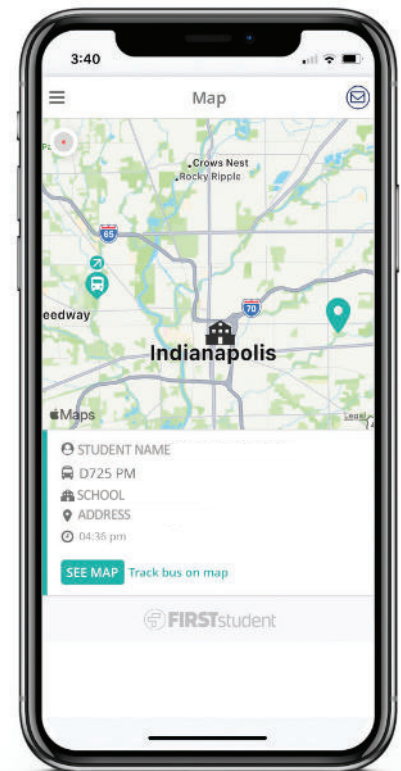 3:40
Map
Crows Nest
Rocky Ripple
65
eedway
70
Indianapolis
Maps
Legal
STUDENT NAME
D725 PM
SCHOOL
ADDRESS
04:36 pm
SEE MAP Track bus on map
FIRSTstudent